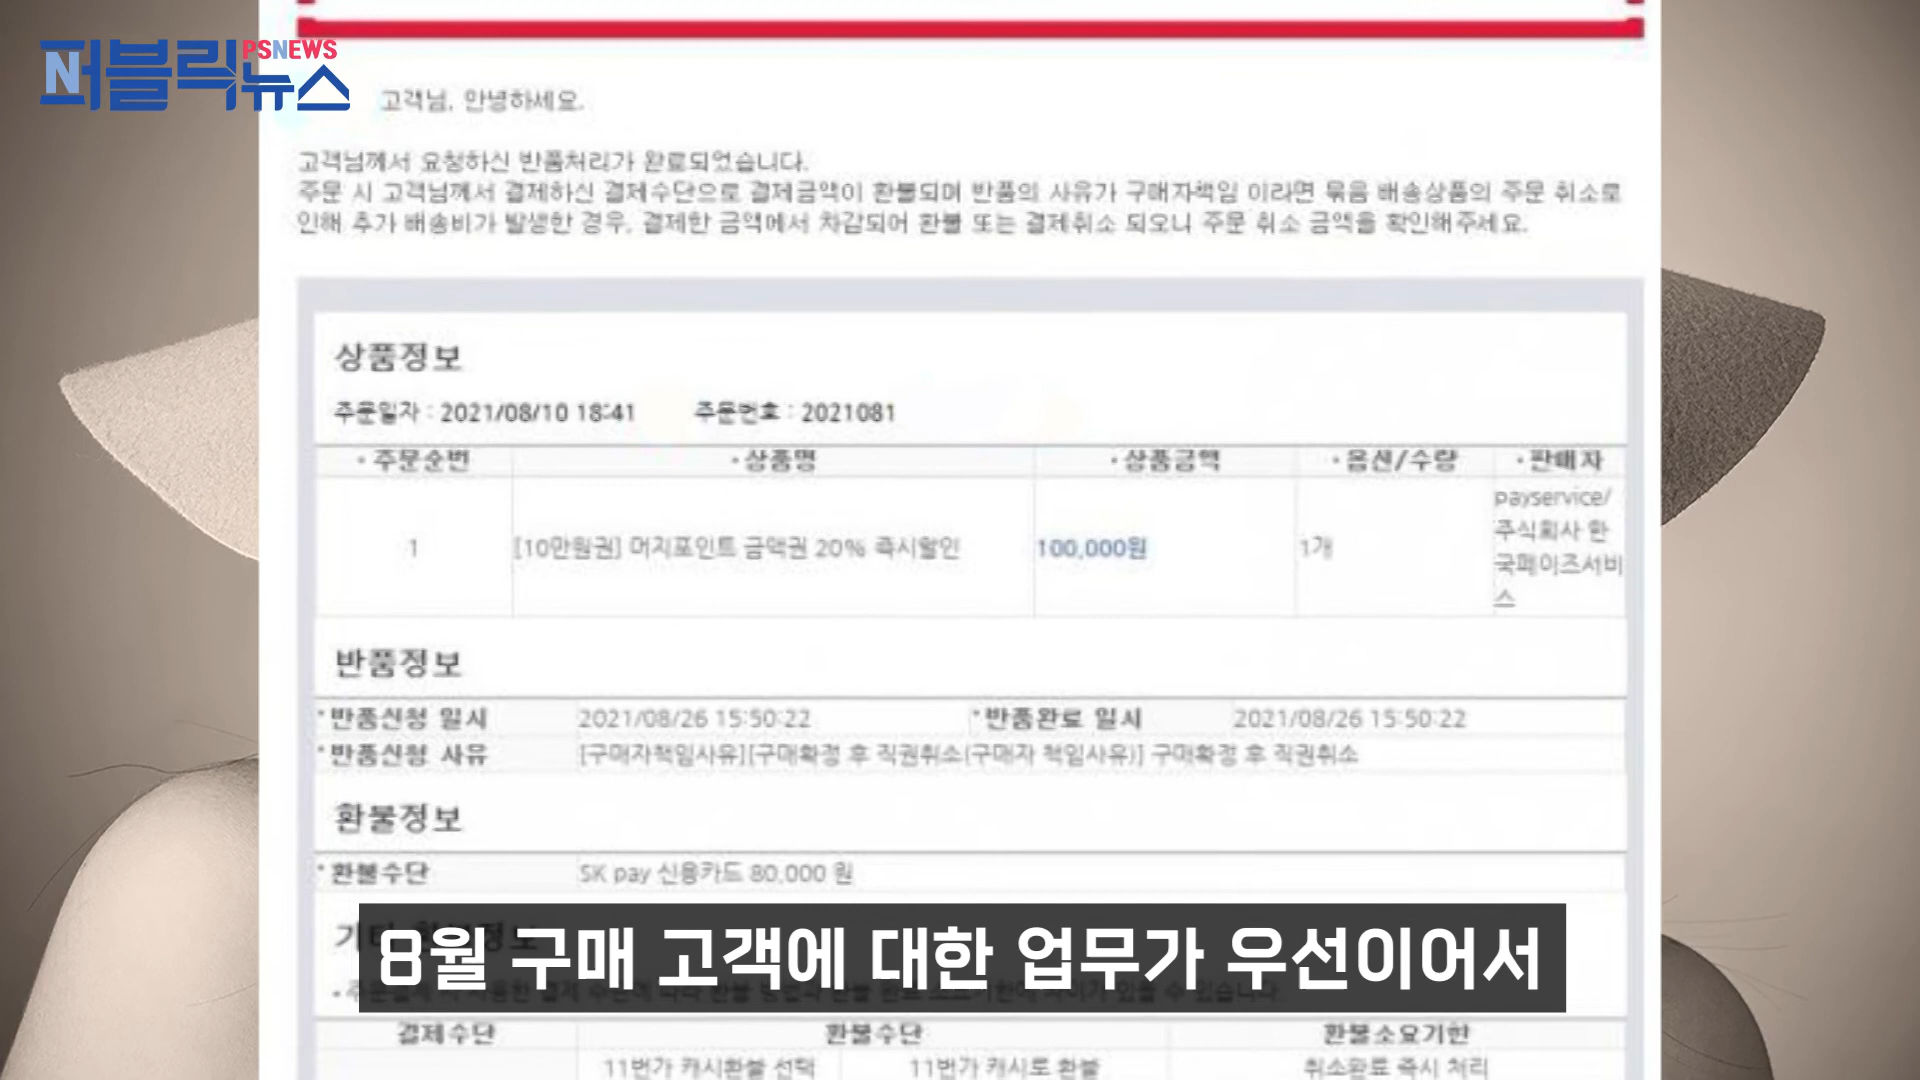 퍼블릭뉴스 PSNEWS
고객님, 안녕하세요.
고객님께서 요청하신 반품처리가 완료되었습니다.
주문 시 고객님께서 결제하신 결제수단으로 결제금액이 환불되며 반품의 사유가 구매자책임 이라면 묶음 배송상품의 주문 취소로
인해 추가 배송비가 발생한 경우, 결제한 금액에서 차감되어 환불 또는 결제취소 되오니 주문 취소 금액을 확인해주세요.
상품정보
주문일자 : 2021/08/10 18:41 주문번호 : 2021081
· 주문순번 · 상품명 · 상품금액 · 옵션/수량 · 판매자
1 [10만원권] 머지포인트 금액권 20% 즉시할인 100,000원 1개 payservice/
주식회사 한
국페이즈서비
스
반품정보
· 반품신청 일시 2021/08/26 15:50:22 · 반품완료 일시 2021/08/26 15:50:22
· 반품신청 사유 [구매자책임사유][구매확정 후 직권취소(구매자 책임사유)] 구매확정 후 직권취소
환불정보
· 환불수단 SK pay 신용카드 80,000 원
8월 구매 고객에 대한 업무가 우선이어서
결제수단 환불수단 환불소요기한
11번가 캐시환불 선택 11번가 캐시로 환불 취소완료 즉시 처리